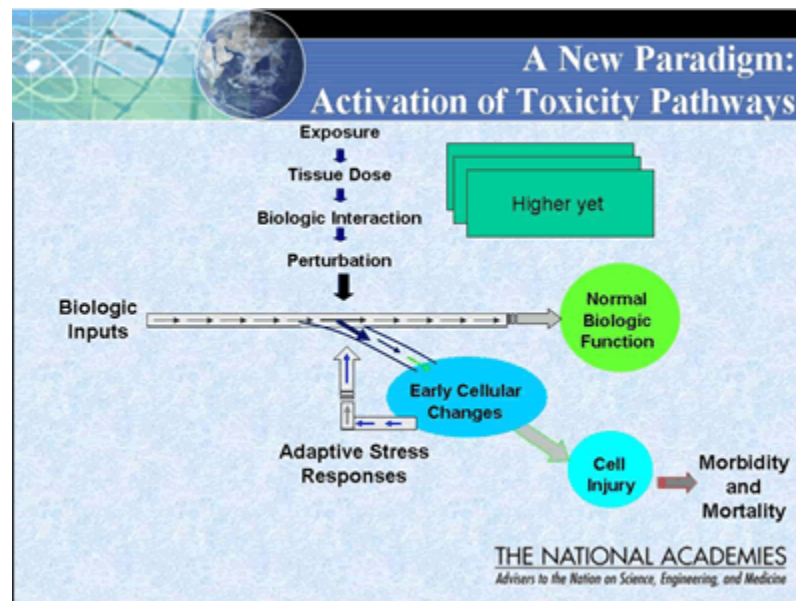 A New Paradigm:
Activation of Toxicity Pathways
Exposure
Tissue Dose
Biologic Interaction
Perturbation
Higher yet
Biologic
Inputs
Normal
Biologic
Function
Early Cellular
Changes
Adaptive Stress
Responses
Cell
Injury
Morbidity
and
Mortality
THE NATIONAL ACADEMIES
Advisers to the Nation on Science, Engineering, and Medicine